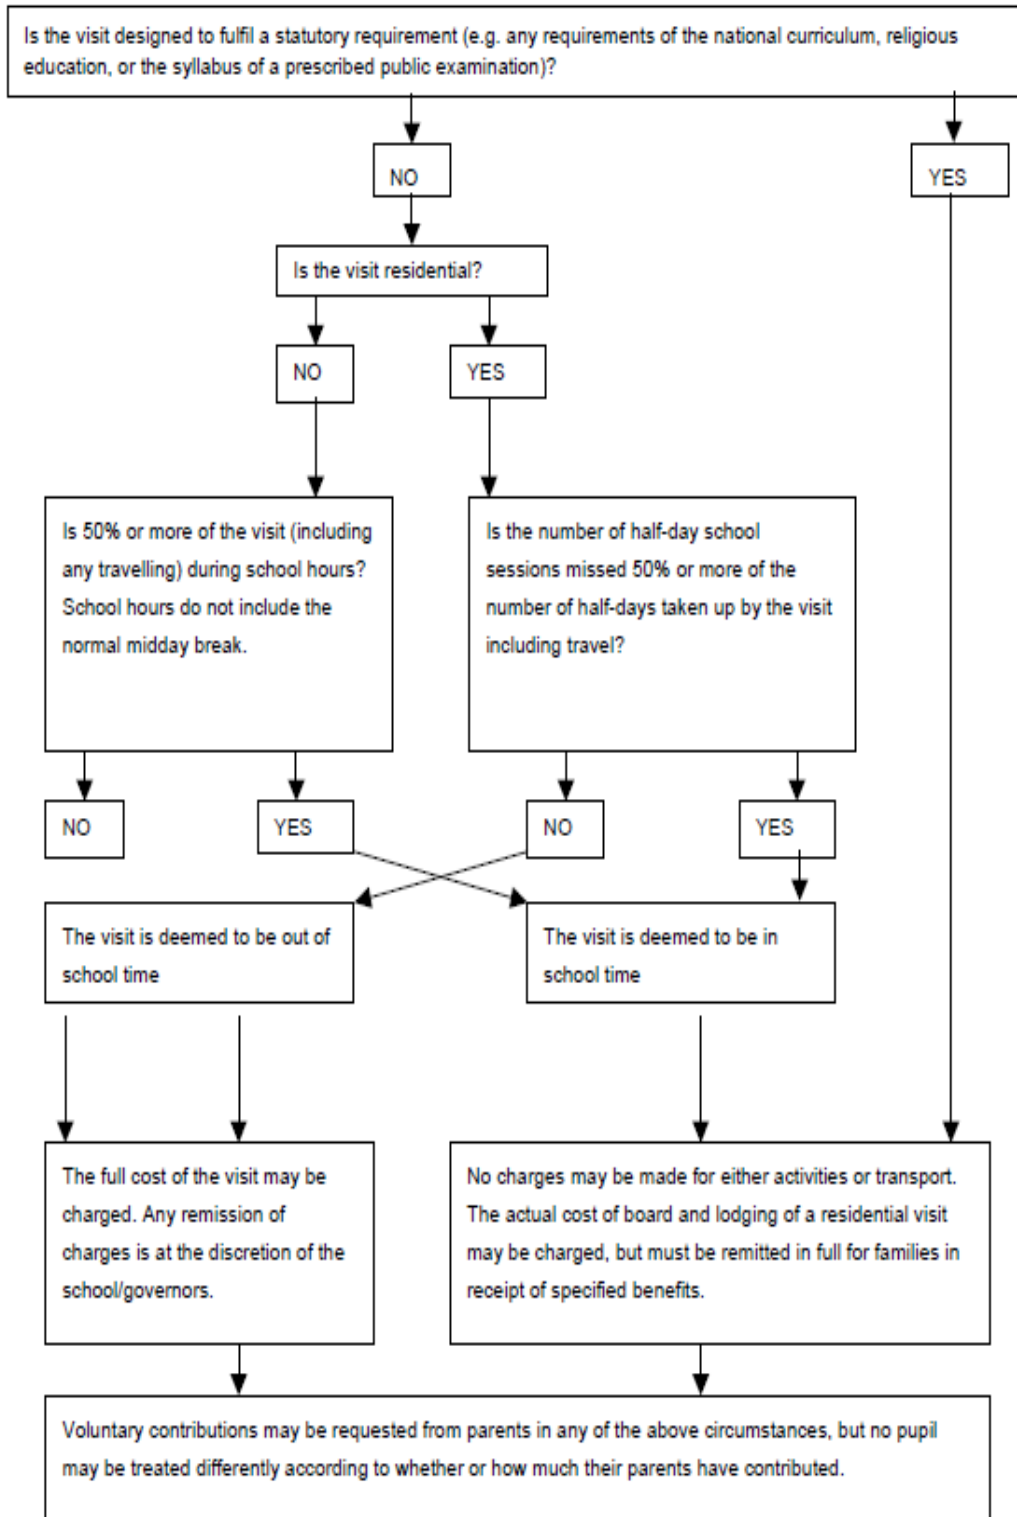 Is the visit designed to fulfil a statutory requirement (e.g. any requirements of the national curriculum, religious
education, or the syllabus of a prescribed public examination)?
NO
YES
Is the visit residential?
NO
YES
Is 50% or more of the visit (including
any travelling) during school hours?
School hours do not include the
normal midday break.
Is the number of half-day school
sessions missed 50% or more of the
number of half-days taken up by the visit
including travel?
NO
YES
NO
YES
The visit is deemed to be out of
school time
The visit is deemed to be in
school time
The full cost of the visit may be
charged. Any remission of
charges is at the discretion of the
school/governors.
No charges may be made for either activities or transport.
The actual cost of board and lodging of a residential visit
may be charged, but must be remitted in full for families in
receipt of specified benefits.
Voluntary contributions may be requested from parents in any of the above circumstances, but no pupil
may be treated differently according to whether or how much their parents have contributed.